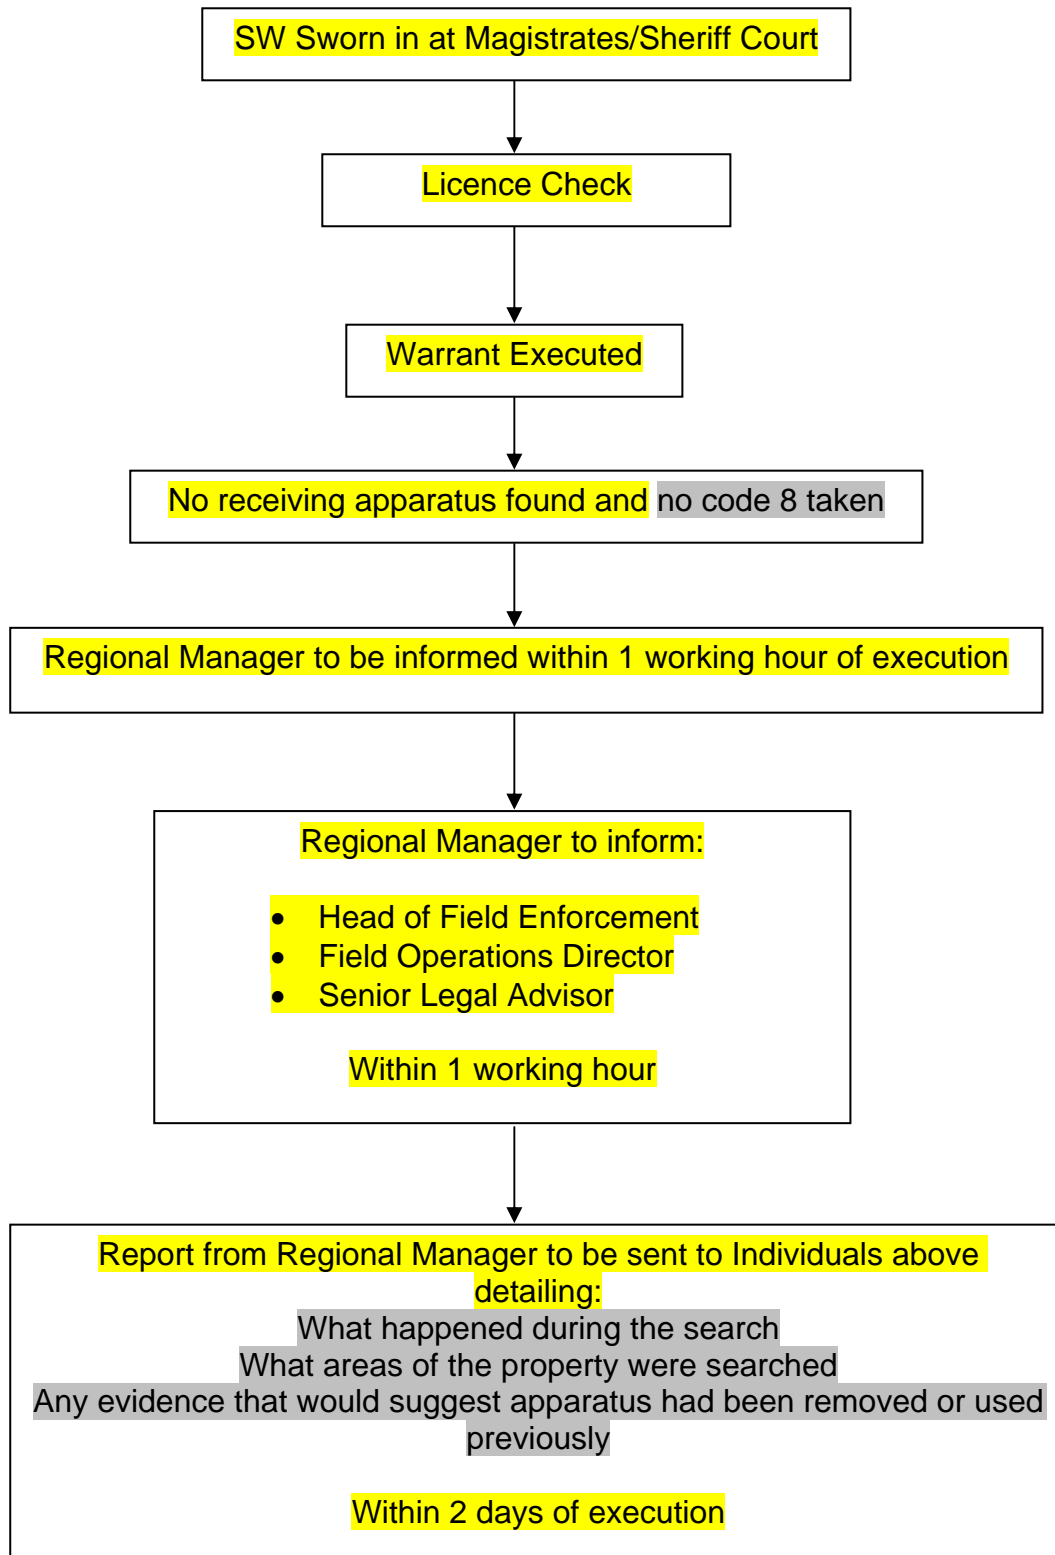 SW Sworn in at Magistrates/Sheriff Court
Licence Check
Warrant Executed
No receiving apparatus found and no code 8 taken
Regional Manager to be informed within 1 working hour of execution
Regional Manager to inform:
• Head of Field Enforcement
• Field Operations Director
• Senior Legal Advisor
Within 1 working hour
Report from Regional Manager to be sent to Individuals above
detailing:
What happened during the search
What areas of the property were searched
Any evidence that would suggest apparatus had been removed or used
previously
Within 2 days of execution